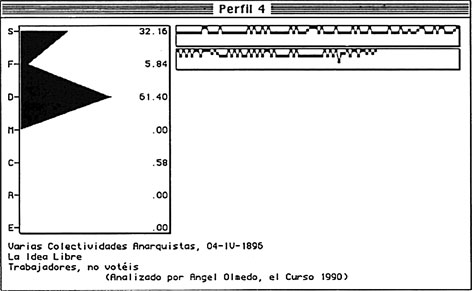 Perfil 4
S- 32.16
F- 5.84
D- 61.40
M- .00
C- .58
R- .00
E- .00
Varias Colectividades Anarquistas, 04-IV-1896
La Idea Libre
Trabajadores, no votéis
(Analizado por Angel Olmedo, el Curso 1990)